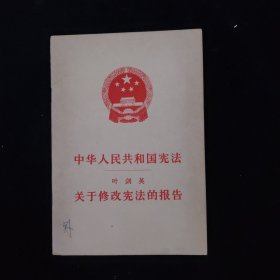 中华人民共和国宪法
叶剑英
关于修改宪法的报告